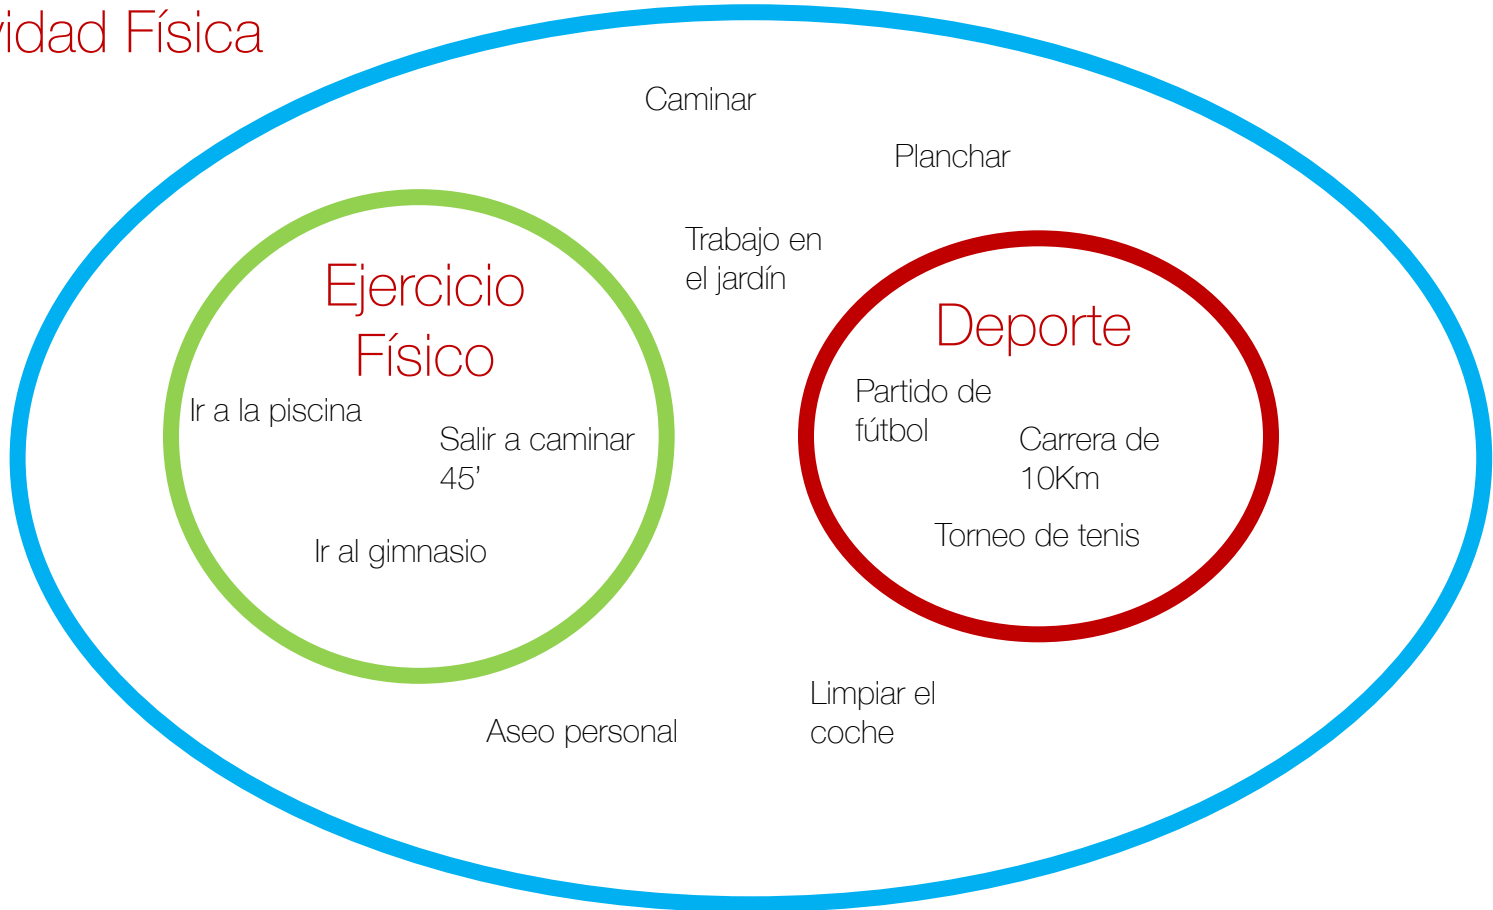 vidad Física
Caminar
Planchar
Trabajo en
el jardín
Ejercicio
Físico
Ir a la piscina
Salir a caminar
45’
Ir al gimnasio
Deporte
Partido de
fútbol
Carrera de
10Km
Torneo de tenis
Aseo personal
Limpiar el
coche